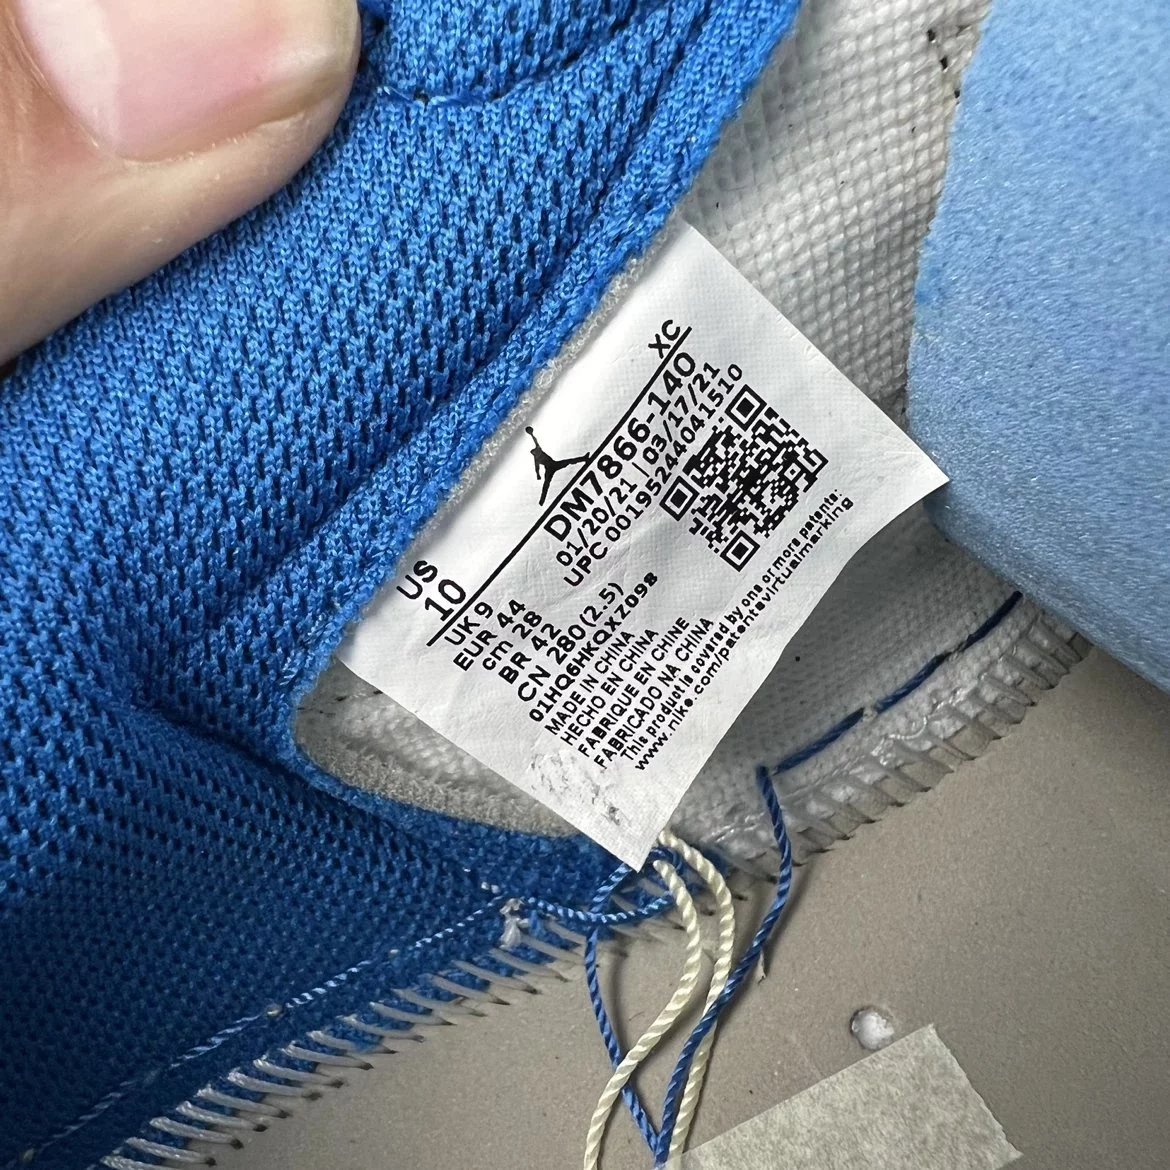 XC
US
10
DM7866-140
01/20/21 | 03/17/21
UPC 00195244041510
UK 9
EUR 44
cm 28
BR 42
CN 280(2.5)
01HQ6HKQXZ098
MADE IN CHINA
HECHO EN CHINA
FABRIQUE EN CHINE
FABRICADO NA CHINA
This product is covered by one or more patents:
www.nike.com/patentsvirtualmarking